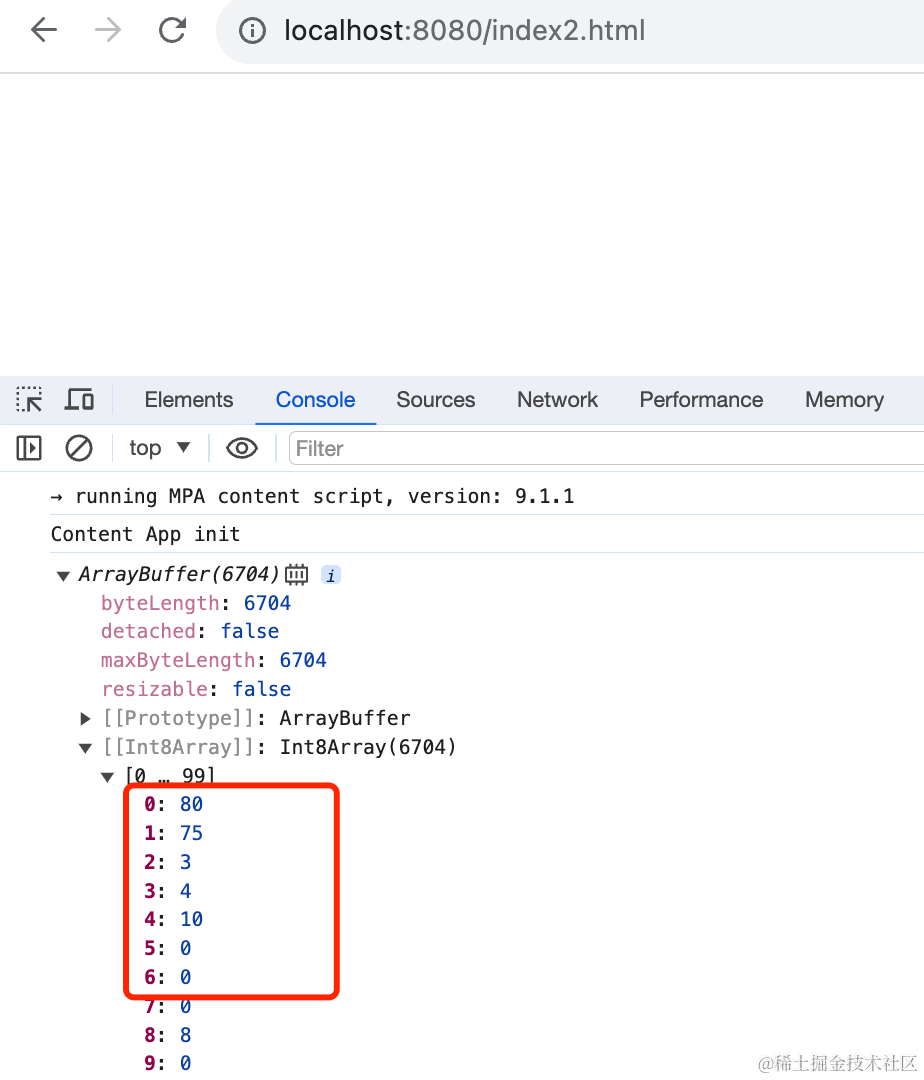 localhost:8080/index2.html
Elements Console Sources Network Performance Memory
top ▼ Filter
→ running MPA content script, version: 9.1.1
Content App init
▼ ArrayBuffer(6704) i
byteLength: 6704
detached: false
maxByteLength: 6704
resizable: false
▶ [[Prototype]]: ArrayBuffer
▼ [[Int8Array]]: Int8Array(6704)
▼ [0 … 99]
0: 80
1: 75
2: 3
3: 4
4: 10
5: 0
6: 0
7: 0
8: 8
9: 0
@稀土掘金技术社区